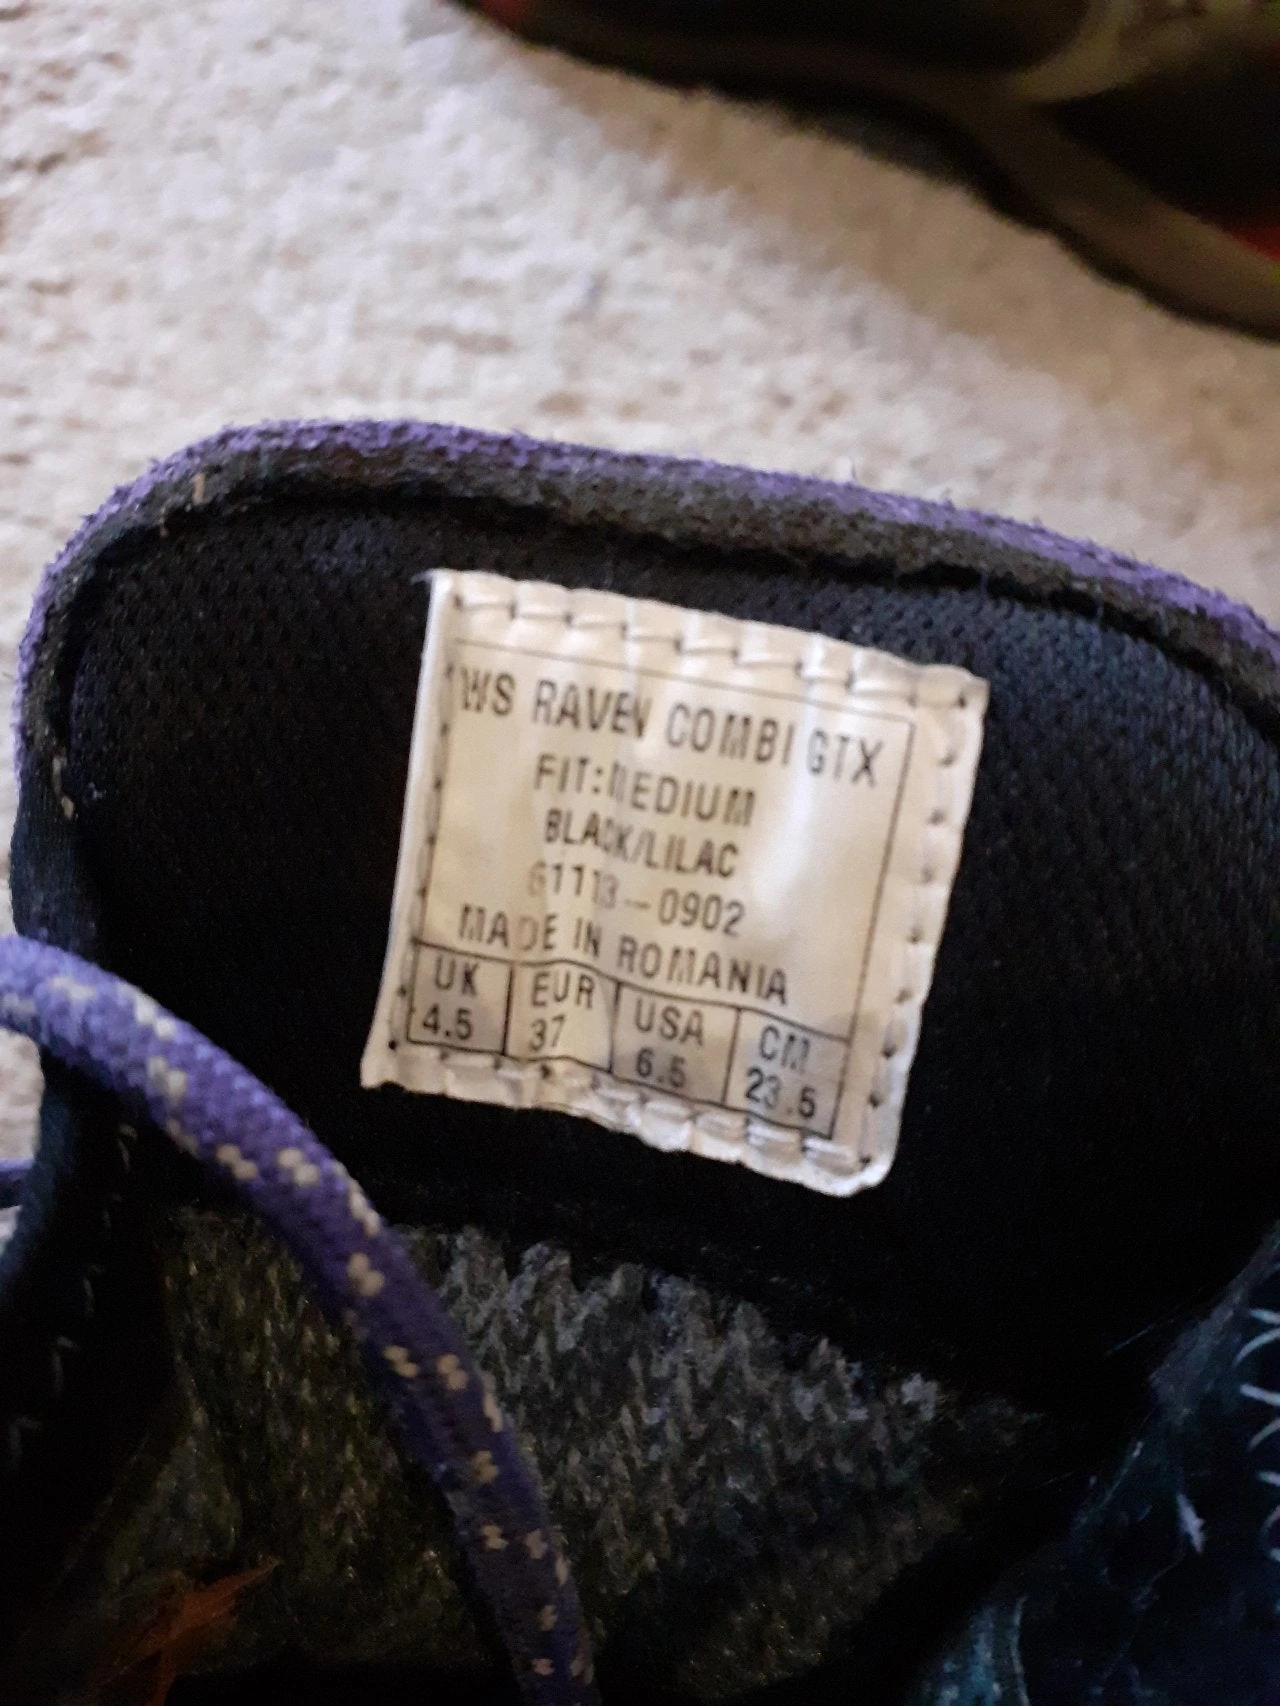 WS RAVEN COMBI GTX
FIT:MEDIUM
BLACK/LILAC
61113-0902
MADE IN ROMANIA
UK EUR USA CM
4.5 37 6.5 23.5